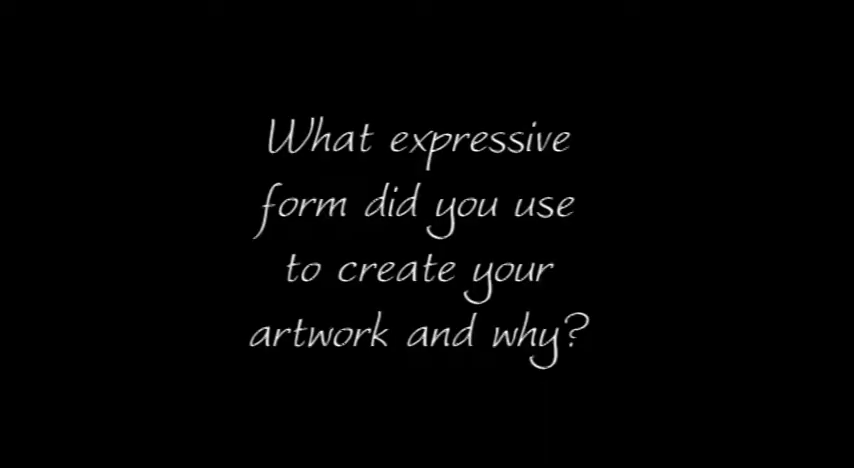 What expressive
form did you use
to create your
artwork and why?